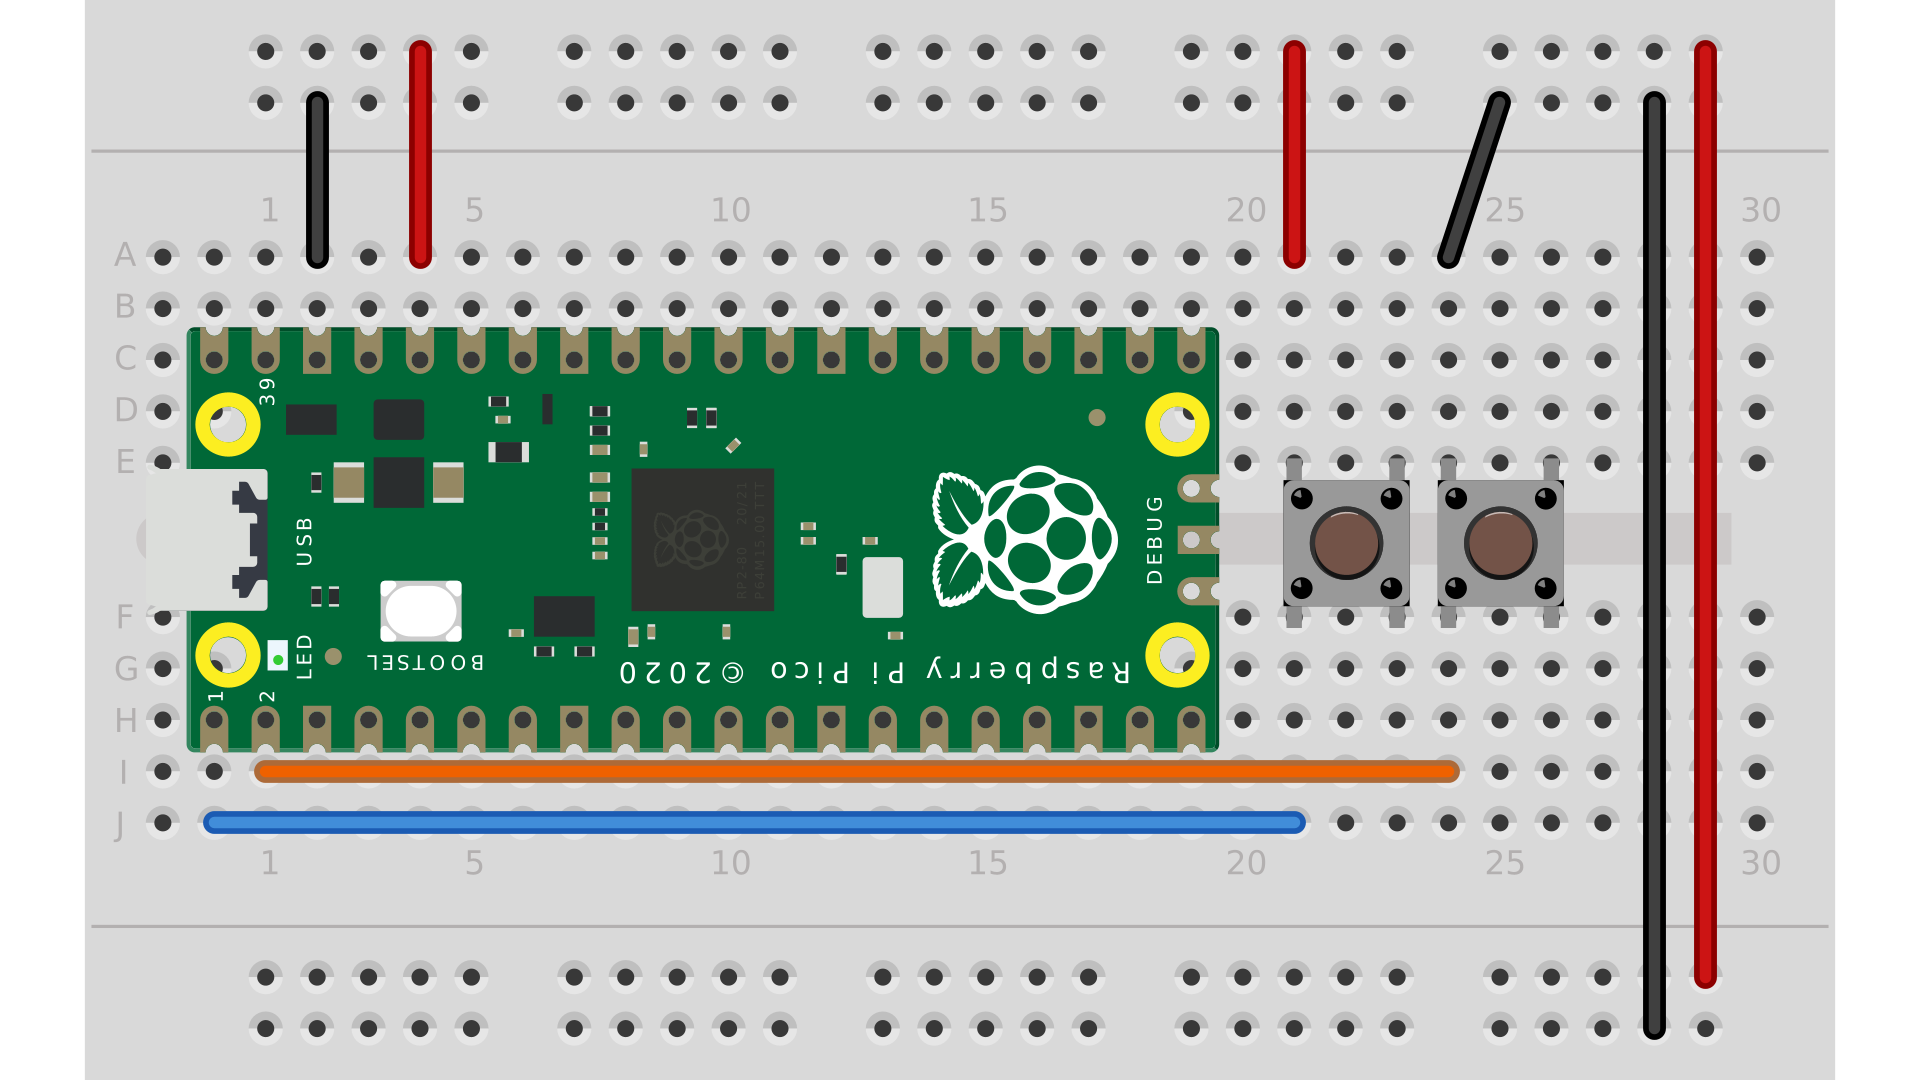 1 5 10 15 20 25 30
A
B
C
D
E
F
G
H
I
J
39
USB
DEBUG
RP2-B0 20/21
P64M15.00 TTT
LED
BOOTSEL
Raspberry Pi Pico ©2020
1
2
1 5 10 15 20 25 30